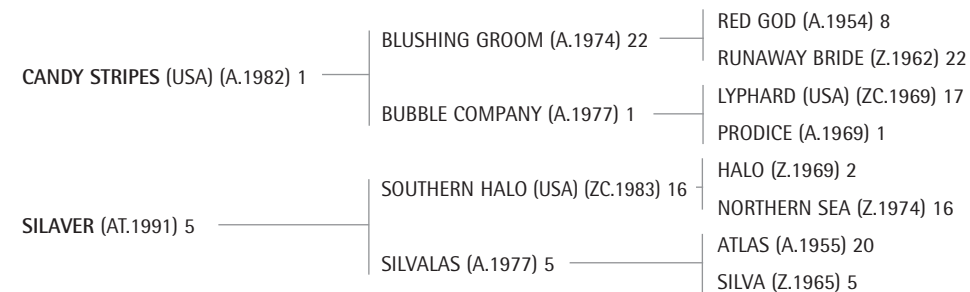 RED GOD (A.1954) 8
BLUSHING GROOM (A.1974) 22
RUNAWAY BRIDE (Z.1962) 22
CANDY STRIPES (USA) (A.1982) 1
LYPHARD (USA) (ZC.1969) 17
BUBBLE COMPANY (A.1977) 1
PRODICE (A.1969) 1
HALO (Z.1969) 2
SOUTHERN HALO (USA) (ZC.1983) 16
NORTHERN SEA (Z.1974) 16
SILAVER (AT.1991) 5
ATLAS (A.1955) 20
SILVALAS (A.1977) 5
SILVA (Z.1965) 5